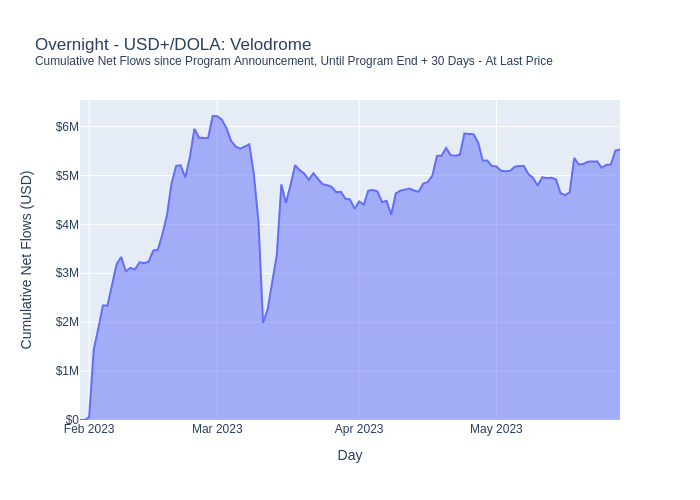 Overnight - USD+/DOLA: Velodrome
Cumulative Net Flows since Program Announcement, Until Program End + 30 Days - At Last Price
Cumulative Net Flows (USD)
$6M
$5M
$4M
$3M
$2M
$1M
$0
Feb 2023
Mar 2023
Apr 2023
May 2023
Day